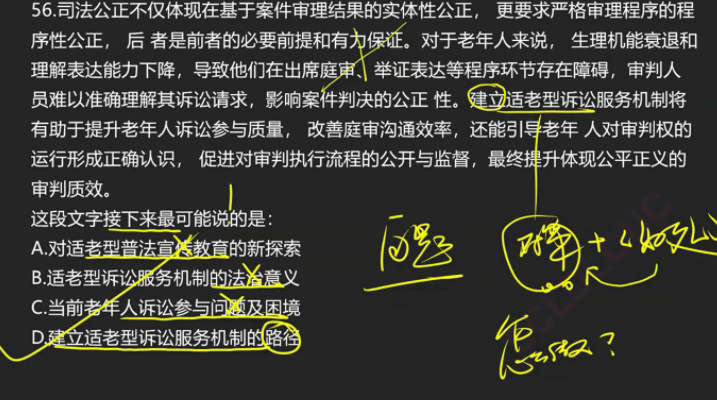 56.司法公正不仅体现在基于案件审理结果的实体性公正， 更要求严格审理程序的程
序性公正， 后 者是前者的必要前提和有力保证。对于老年人来说， 生理机能衰退和
理解表达能力下降，导致他们在出席庭审、举证表达等程序环节存在障碍，审判人
员难以准确理解其诉讼请求，影响案件判决的公正 性。建立适老型诉讼服务机制将
有助于提升老年人诉讼参与质量， 改善庭审沟通效率，还能引导老年 人对审判权的
运行形成正确认识， 促进对审判执行流程的公开与监督，最终提升体现公平正义的
审判质效。
这段文字接下来最可能说的是：
A.对适老型普法宣传教育的新探索
B.适老型诉讼服务机制的法治意义
C.当前老年人诉讼参与问题及困境
D.建立适老型诉讼服务机制的路径
问题
对策+
怎么做？